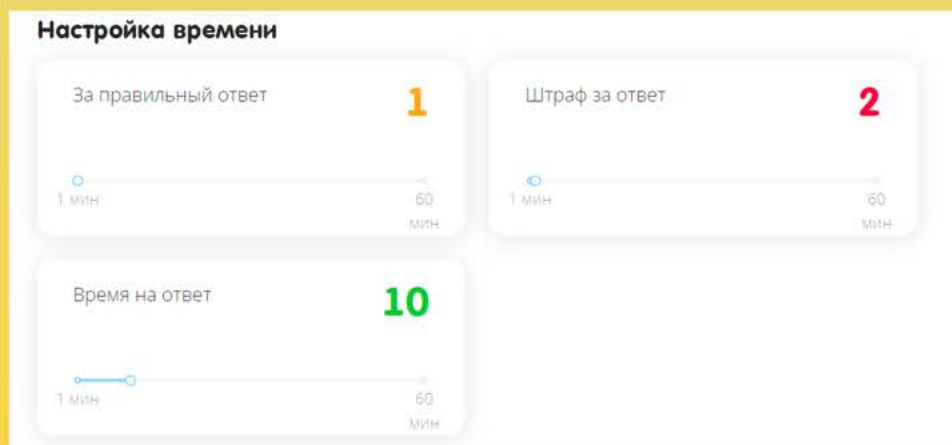 Настройка времени
За правильный ответ
1
1 мин
60
мин
Штраф за ответ
2
1 мин
60
мин
Время на ответ
10
1 мин
60
мин